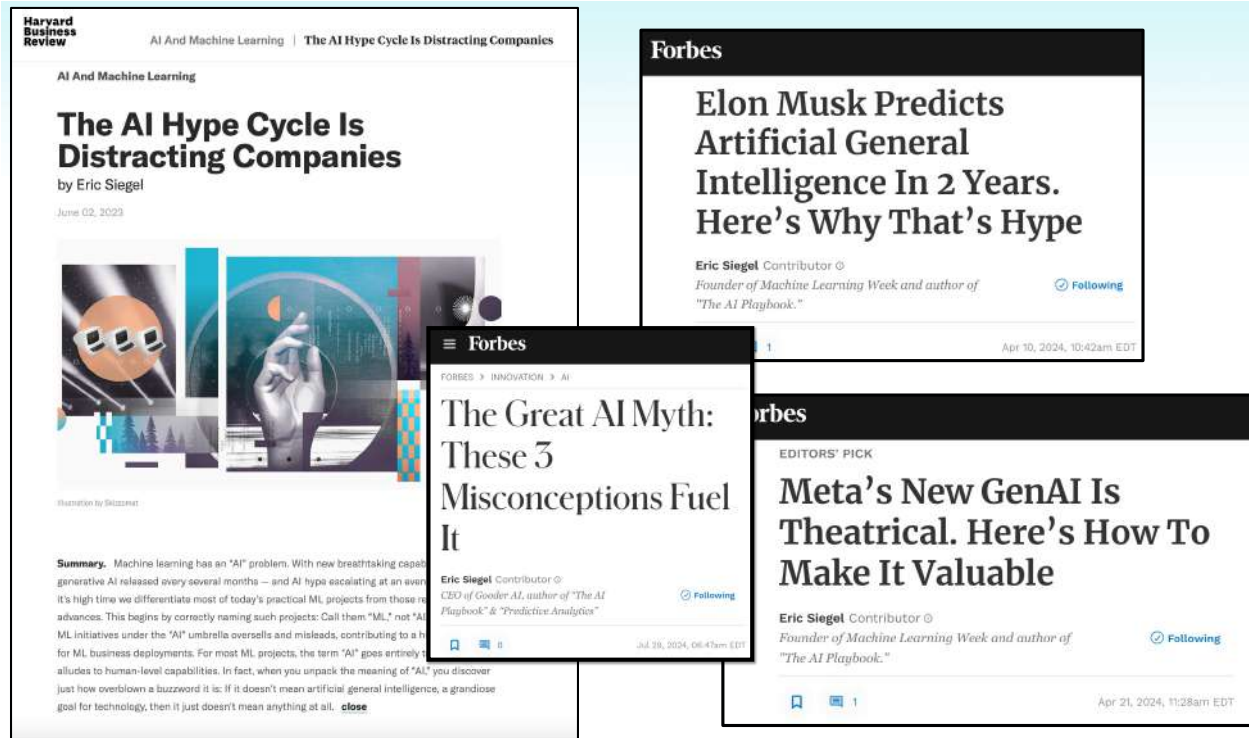 Harvard
Business
Review
AI And Machine Learning | The AI Hype Cycle Is Distracting Companies
AI And Machine Learning
The AI Hype Cycle Is
Distracting Companies
by Eric Siegel
June 02, 2023
Illustration by Skizzomat
Summary. Machine learning has an "AI" problem. With new breathtaking capab
generative AI released every several months — and AI hype escalating at an even
it's high time we differentiate most of today's practical ML projects from those re
advances. This begins by correctly naming such projects: Call them "ML," not "AI
ML initiatives under the "AI" umbrella oversells and misleads, contributing to a h
for ML business deployments. For most ML projects, the term "AI" goes entirely t
alludes to human-level capabilities. In fact, when you unpack the meaning of "AI," you discover
just how overblown a buzzword it is: If it doesn't mean artificial general intelligence, a grandiose
goal for technology, then it just doesn't mean anything at all. close
Forbes
Elon Musk Predicts
Artificial General
Intelligence In 2 Years.
Here's Why That's Hype
Eric Siegel Contributor
Founder of Machine Learning Week and author of
"The AI Playbook."
Following
1
Apr 10, 2024, 10:42am EDT
Forbes
FORBES > INNOVATION > AI
The Great AI Myth:
These 3
Misconceptions Fuel
It
Eric Siegel Contributor
CEO of Gooder AI, author of "The AI
Playbook" & "Predictive Analytics"
Following
0
2024, 06:47am EDT
orbes
EDITORS' PICK
Meta's New GenAI Is
Theatrical. Here's How To
Make It Valuable
Eric Siegel Contributor
Founder of Machine Learning Week and author of
"The AI Playbook."
Following
1
Apr 21, 2024, 11:28am EDT